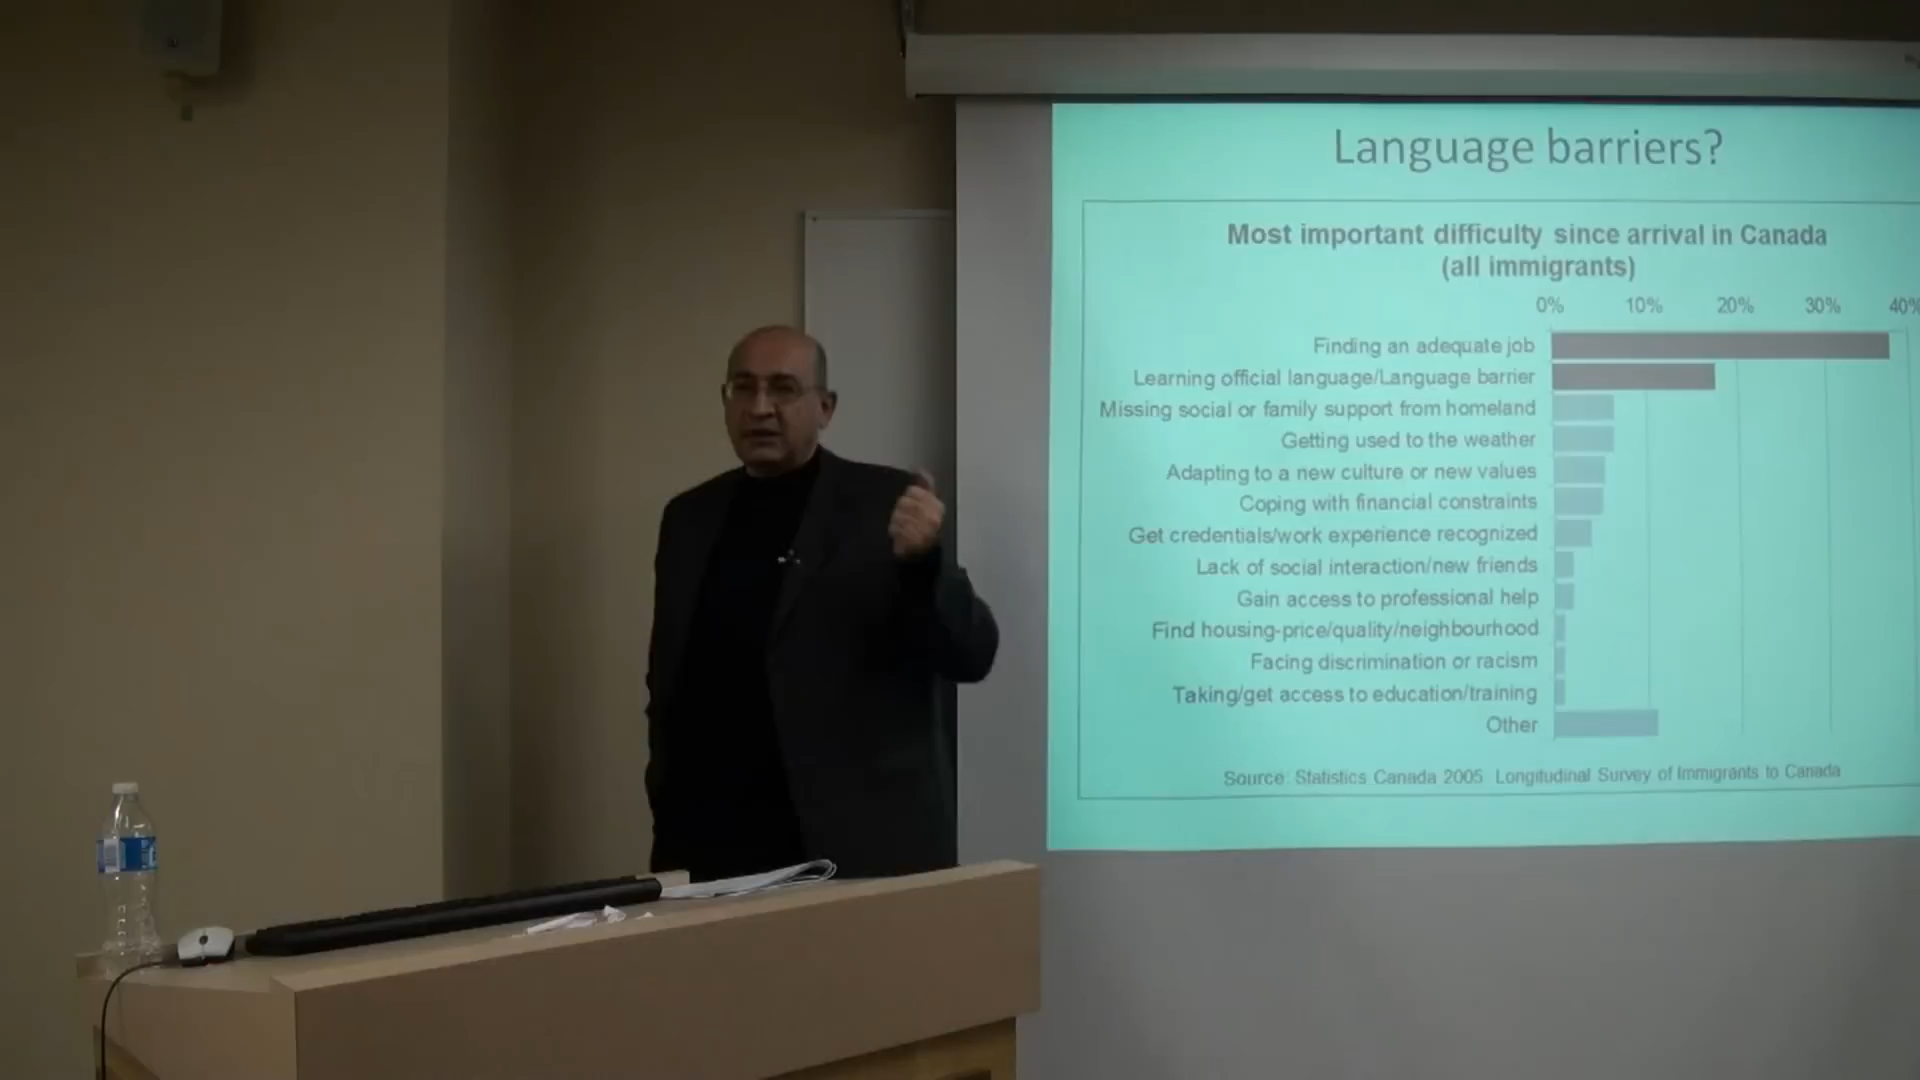 Language barriers?
Most important difficulty since arrival in Canada
(all immigrants)
0% 10% 20% 30% 40%
Finding an adequate job
Learning official language/Language barrier
Missing social or family support from homeland
Getting used to the weather
Adapting to a new culture or new values
Coping with financial constraints
Get credentials/work experience recognized
Lack of social interaction/new friends
Gain access to professional help
Find housing-price/quality/neighbourhood
Facing discrimination or racism
Taking/get access to education/training
Other
Source: Statistics Canada 2005 Longitudinal Survey of Immigrants to Canada